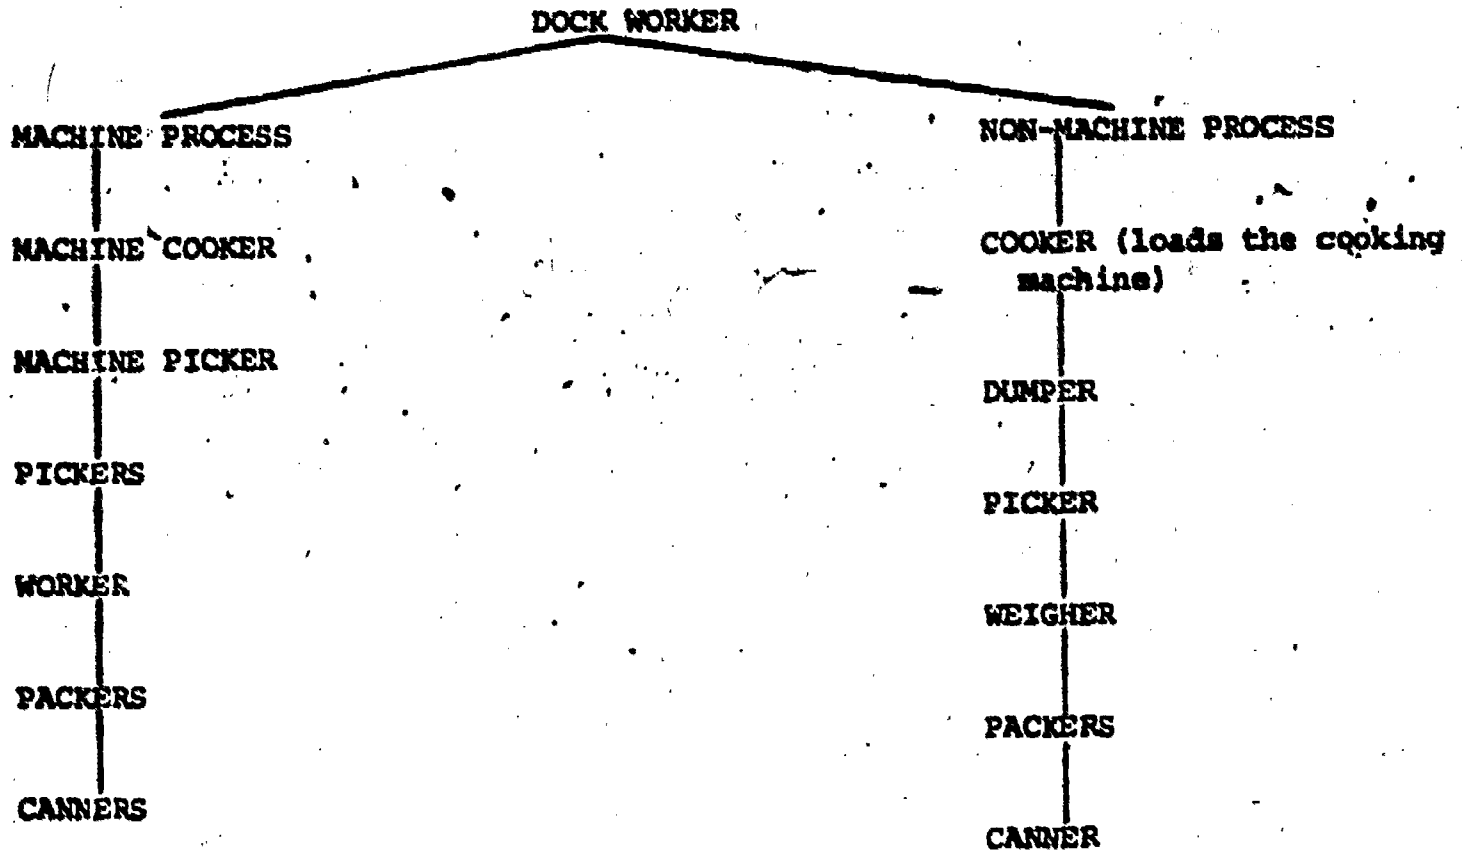 DOCK WORKER
MACHINE PROCESS
MACHINE COOKER
MACHINE PICKER
PICKERS
WORKER
PACKERS
CANNERS
NON-MACHINE PROCESS
COOKER (loads the cooking
machine)
DUMPER
PICKER
WEIGHER
PACKERS
CANNER